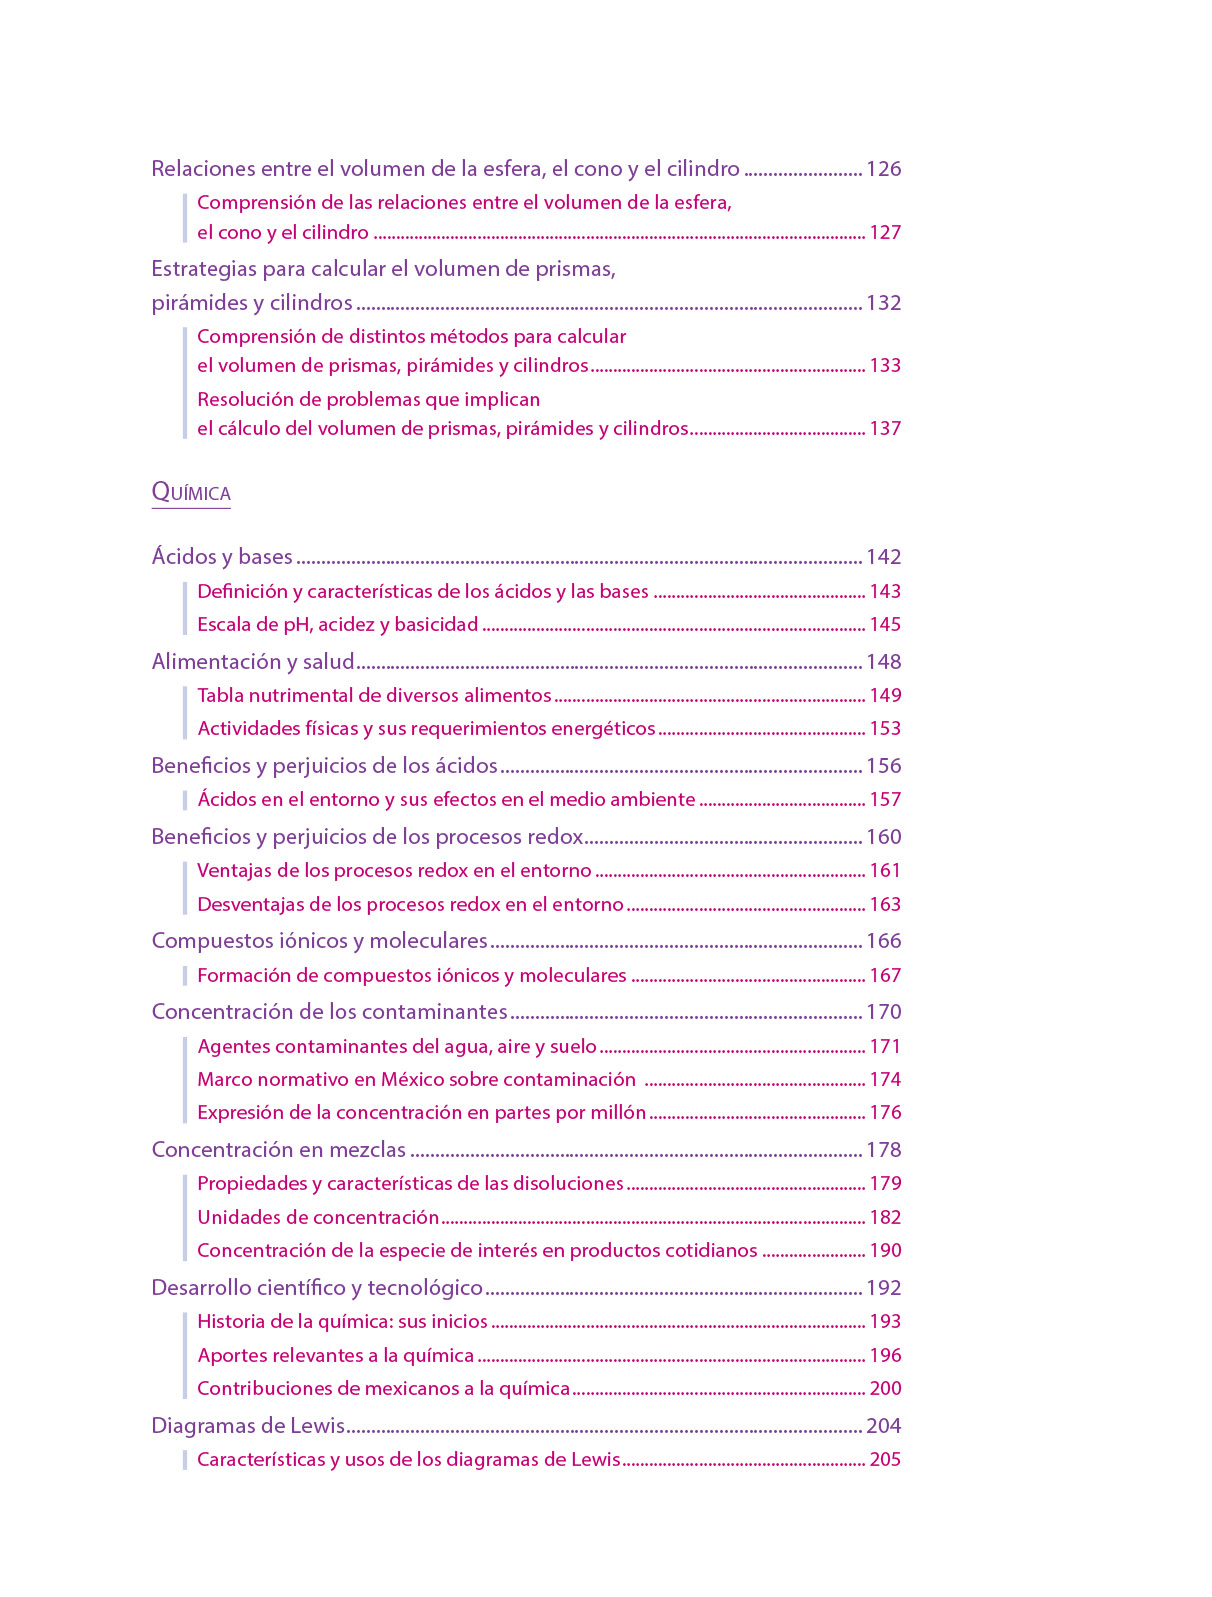 Relaciones entre el volumen de la esfera, el cono y el cilindro ........................ 126
Comprensión de las relaciones entre el volumen de la esfera,
el cono y el cilindro ............................................................................................................. 127
Estrategias para calcular el volumen de prismas,
pirámides y cilindros ...................................................................................................... 132
Comprensión de distintos métodos para calcular
el volumen de prismas, pirámides y cilindros ............................................................. 133
Resolución de problemas que implican
el cálculo del volumen de prismas, pirámides y cilindros....................................... 137
Química
Ácidos y bases .................................................................................................................. 142
Definición y características de los ácidos y las bases ............................................... 143
Escala de pH, acidez y basicidad ..................................................................................... 145
Alimentación y salud...................................................................................................... 148
Tabla nutrimental de diversos alimentos ..................................................................... 149
Actividades físicas y sus requerimientos energéticos .............................................. 153
Beneficios y perjuicios de los ácidos ......................................................................... 156
Ácidos en el entorno y sus efectos en el medio ambiente ..................................... 157
Beneficios y perjuicios de los procesos redox........................................................ 160
Ventajas de los procesos redox en el entorno ............................................................ 161
Desventajas de los procesos redox en el entorno ..................................................... 163
Compuestos iónicos y moleculares ........................................................................... 166
Formación de compuestos iónicos y moleculares .................................................... 167
Concentración de los contaminantes ....................................................................... 170
Agentes contaminantes del agua, aire y suelo ........................................................... 171
Marco normativo en México sobre contaminación ................................................. 174
Expresión de la concentración en partes por millón ................................................ 176
Concentración en mezclas ........................................................................................... 178
Propiedades y características de las disoluciones ..................................................... 179
Unidades de concentración .............................................................................................. 182
Concentración de la especie de interés en productos cotidianos ....................... 190
Desarrollo científico y tecnológico ............................................................................ 192
Historia de la química: sus inicios ................................................................................... 193
Aportes relevantes a la química ...................................................................................... 196
Contribuciones de mexicanos a la química................................................................. 200
Diagramas de Lewis........................................................................................................ 204
Características y usos de los diagramas de Lewis...................................................... 205